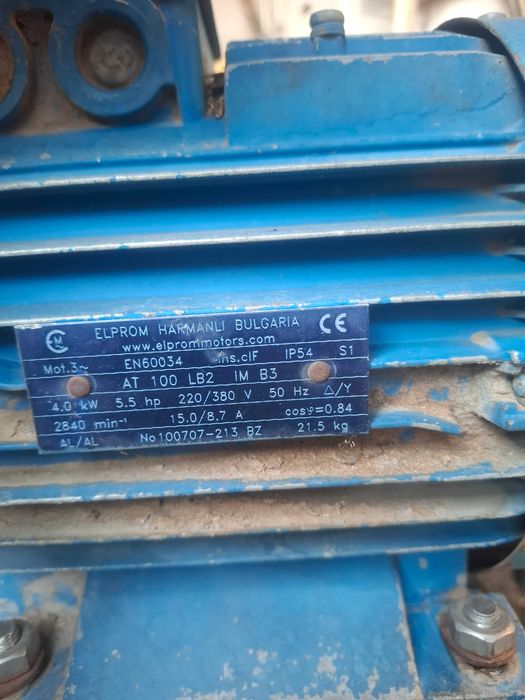 ELPROM HARMANLI BULGARIA CE
www.elprommotors.com
Mot.3~ EN60034 ins.clF IP54 S1
AT 100 LB2 IM B3
4.0 kW 5.5 hp 220/380 V 50 Hz △/Y
2840 min⁻¹ 15.0/8.7 A cosφ=0.84
AL/AL No100707-213 BZ 21.5 kg